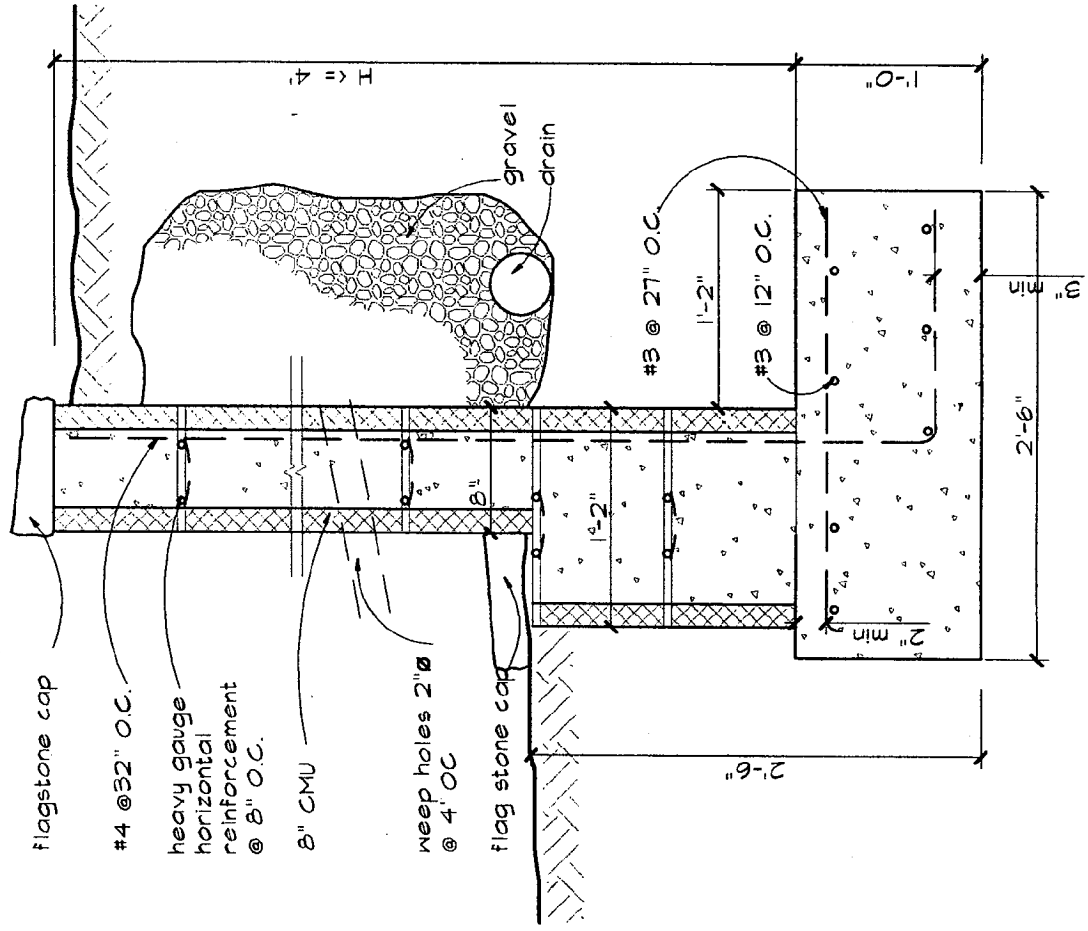 flagstone cap
#4 @32" O.C.
heavy gauge
horizontal
reinforcement
@ 8" O.C.
8" CMU
weep holes 2"Ø
@ 4' OC
flag stone cap
2'-6"
8"
1'-2"
2" min
gravel
drain
#3 @ 27" O.C.
1'-2"
#3 @ 12" O.C.
H <= 4'
1'-0"
3" min
2'-6"